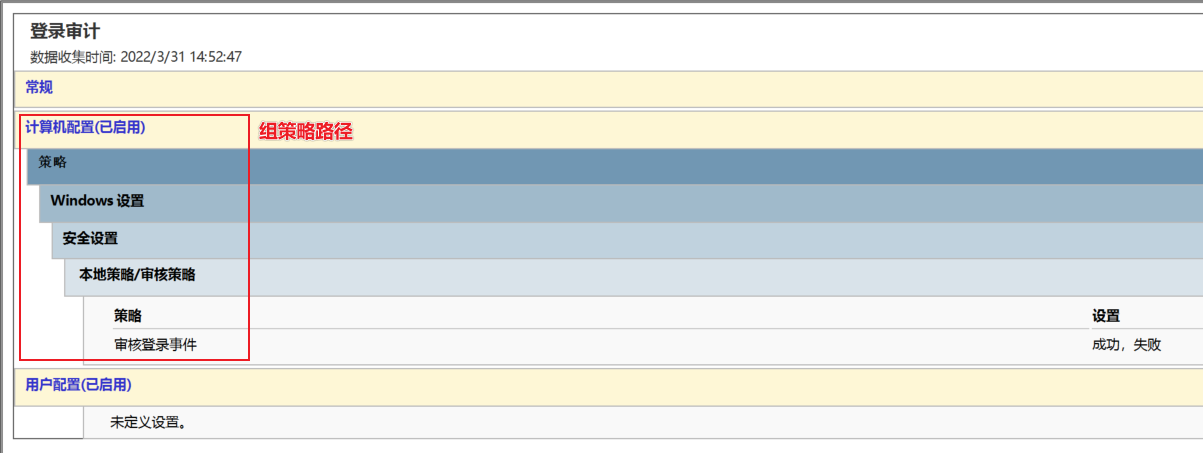 登录审计
数据收集时间: 2022/3/31 14:52:47
常规
计算机配置(已启用)
组策略路径
策略
Windows 设置
安全设置
本地策略/审核策略
策略 设置
审核登录事件 成功，失败
用户配置(已启用)
未定义设置。